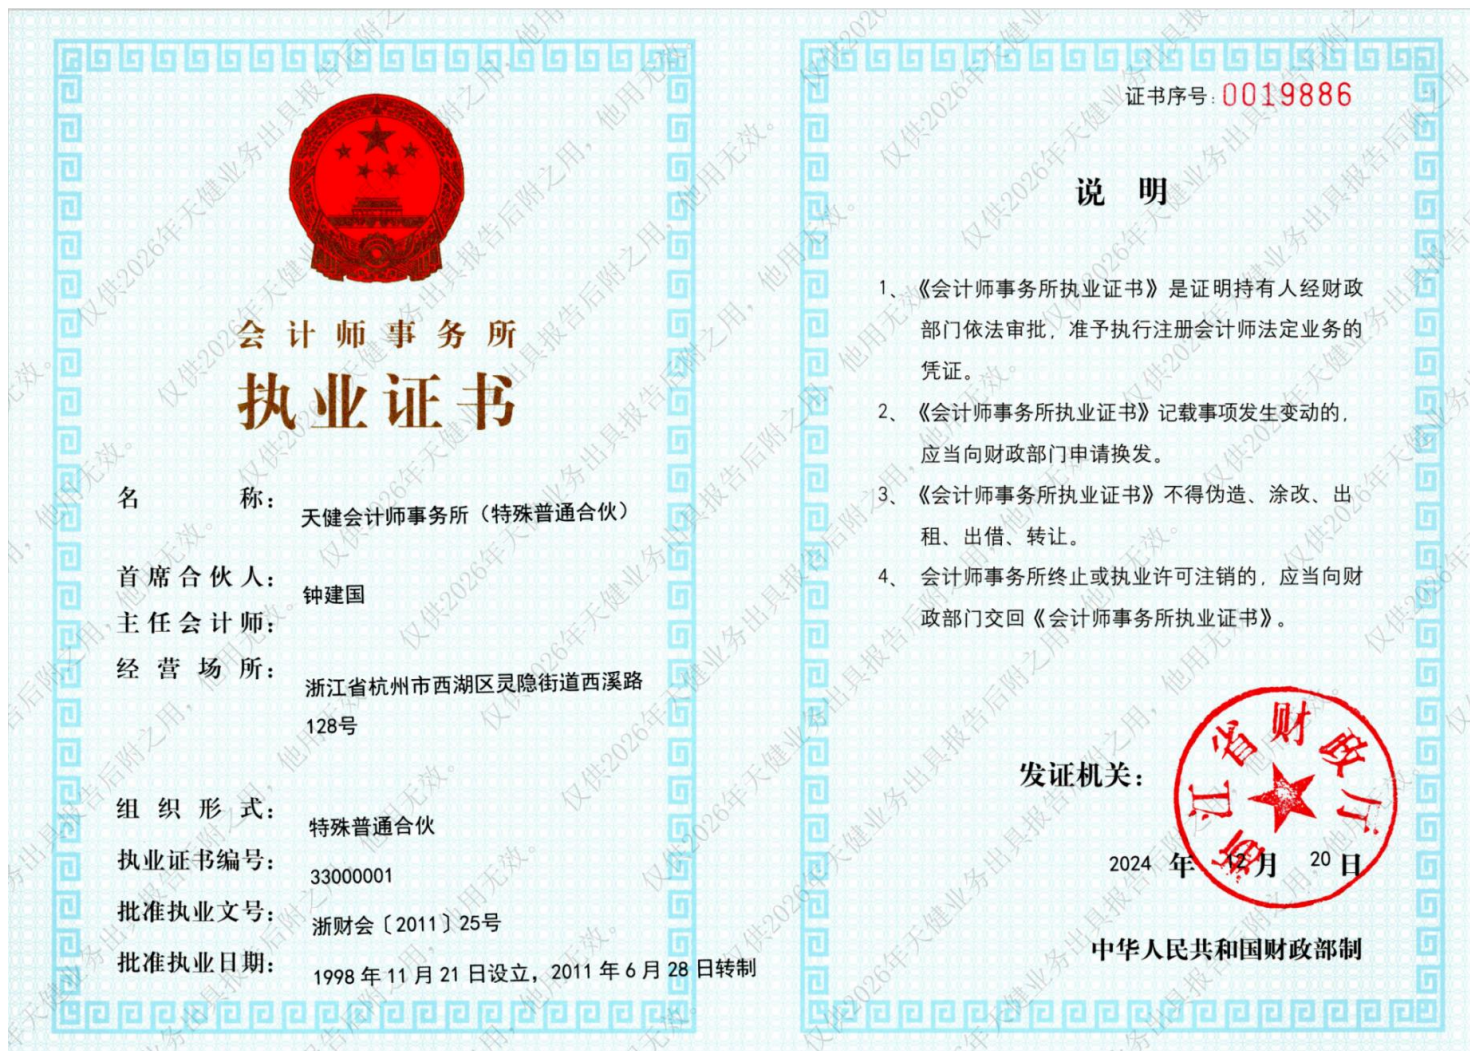 会计师事务所
执业证书
名称：天健会计师事务所（特殊普通合伙）
首席合伙人：钟建国
主任会计师：
经营场所：浙江省杭州市西湖区灵隐街道西溪路
128号
组织形式：特殊普通合伙
执业证书编号：33000001
批准执业文号：浙财会〔2011〕25号
批准执业日期：1998年11月21日设立，2011年6月28日转制
证书序号：0019886
说明
1、《会计师事务所执业证书》是证明持有人经财政
部门依法审批，准予执行注册会计师法定业务的
凭证。
2、《会计师事务所执业证书》记载事项发生变动的，
应当向财政部门申请换发。
3、《会计师事务所执业证书》不得伪造、涂改、出
租、出借、转让。
4、会计师事务所终止或执业许可注销的，应当向财
政部门交回《会计师事务所执业证书》。
发证机关：
浙江省财政厅
2024年12月20日
中华人民共和国财政部制
仅供2026年天健业务出具报告后附之用，他用无效。